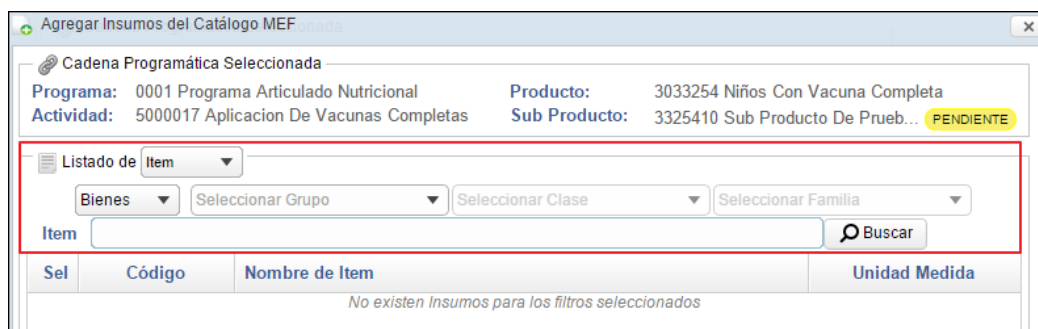 Agregar Insumos del Catálogo MEF
Cadena Programática Seleccionada
Programa: 0001 Programa Articulado Nutricional Producto: 3033254 Niños Con Vacuna Completa
Actividad: 5000017 Aplicacion De Vacunas Completas Sub Producto: 3325410 Sub Producto De Prueb... PENDIENTE
Listado de Item
Bienes Seleccionar Grupo Seleccionar Clase Seleccionar Familia
Item Buscar
Sel Código Nombre de Item Unidad Medida
No existen Insumos para los filtros seleccionados